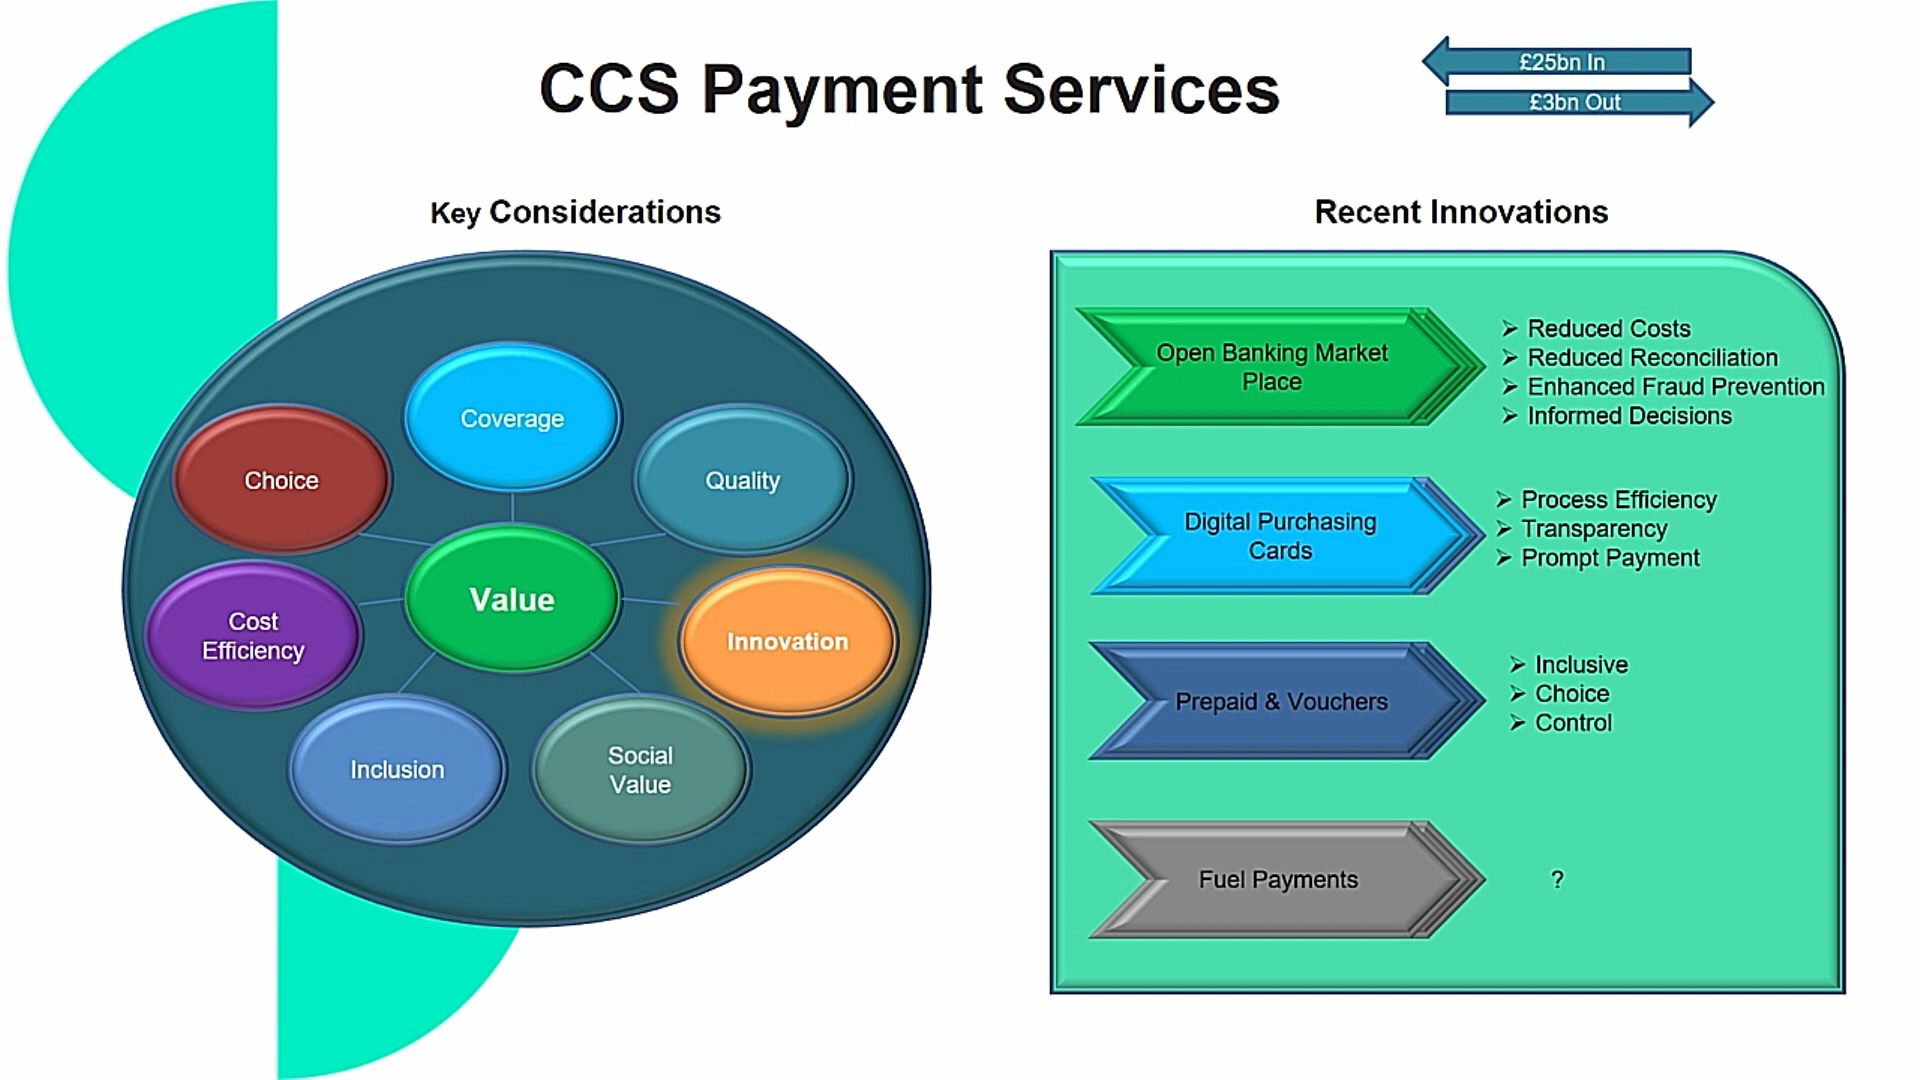 CCS Payment Services
£25bn In
£3bn Out
Key Considerations
Coverage
Choice
Quality
Value
Cost
Efficiency
Innovation
Inclusion
Social
Value
Recent Innovations
Open Banking Market
Place
➢ Reduced Costs
➢ Reduced Reconciliation
➢ Enhanced Fraud Prevention
➢ Informed Decisions
Digital Purchasing
Cards
➢ Process Efficiency
➢ Transparency
➢ Prompt Payment
Prepaid & Vouchers
➢ Inclusive
➢ Choice
➢ Control
Fuel Payments
?